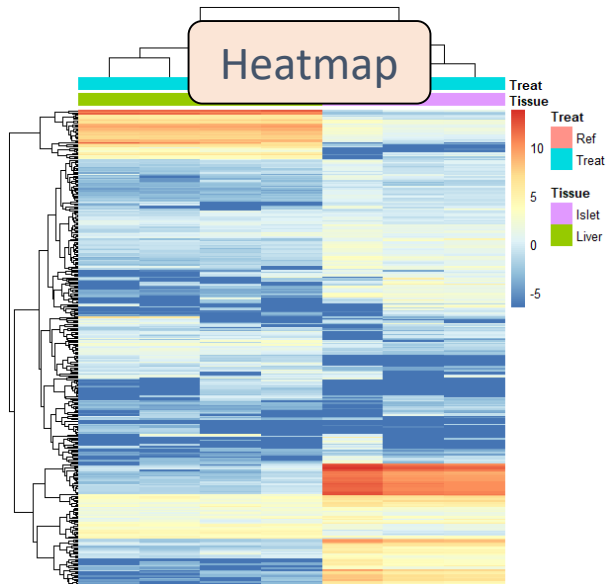 Heatmap
Treat
Tissue
Treat
Ref
Treat
Tissue
Islet
Liver
10
5
0
-5